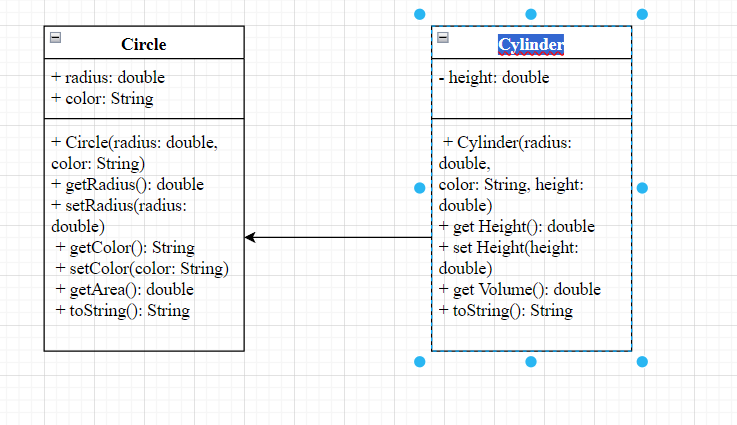 Circle
+ radius: double
+ color: String
+ Circle(radius: double,
color: String)
+ getRadius(): double
+ setRadius(radius:
double)
+ getColor(): String
+ setColor(color: String)
+ getArea(): double
+ toString(): String
Cylinder
- height: double
+ Cylinder(radius:
double,
color: String, height:
double)
+ get Height(): double
+ set Height(height:
double)
+ get Volume(): double
+ toString(): String